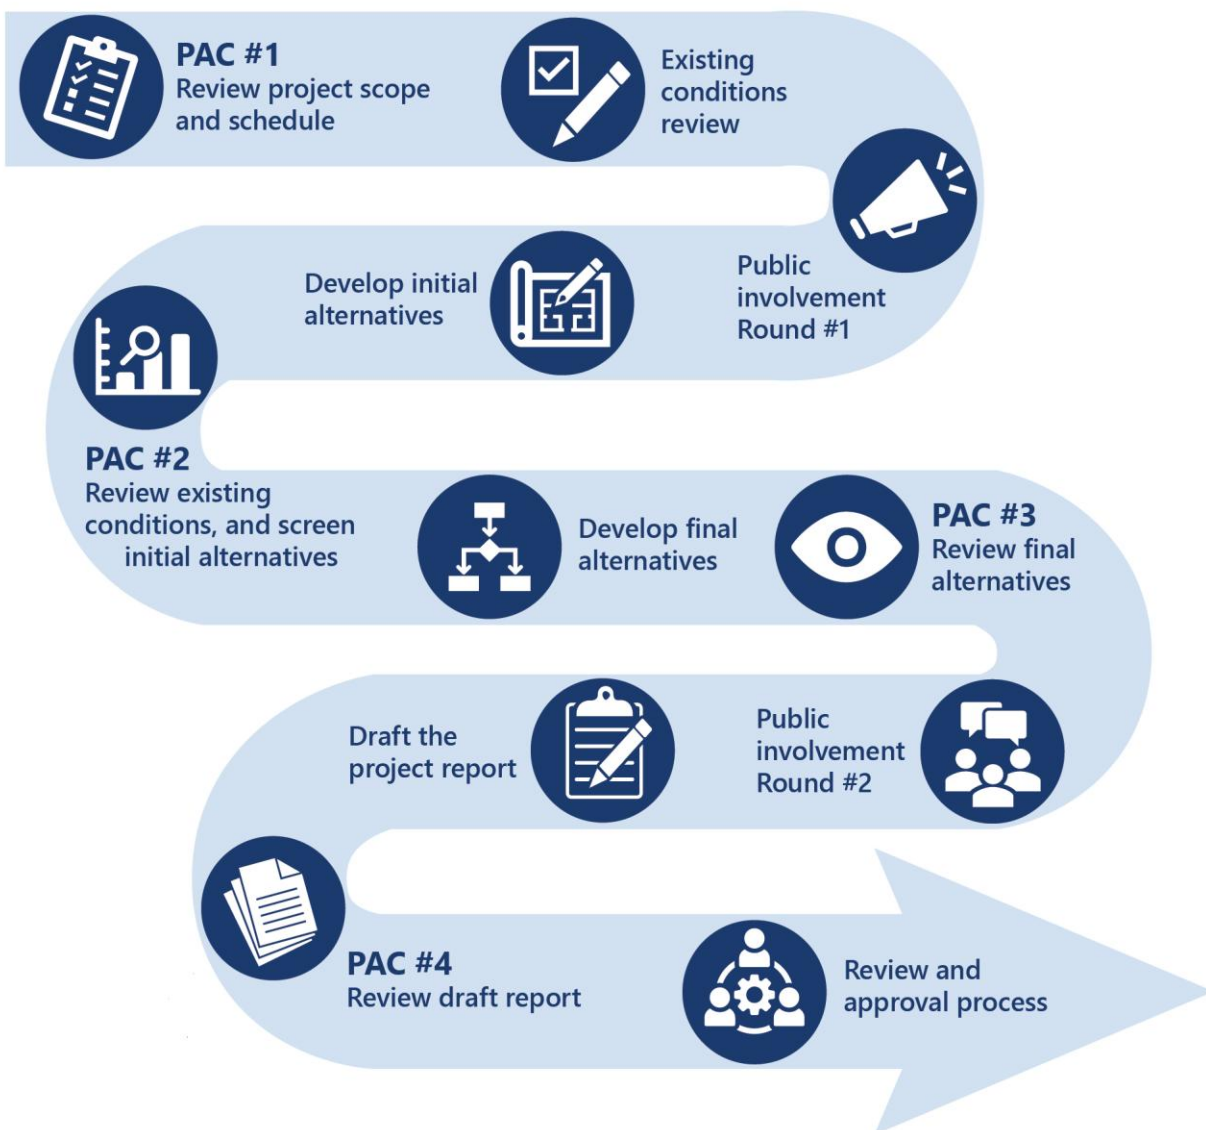 PAC #1
Review project scope
and schedule
Existing
conditions
review
Public
involvement
Round #1
Develop initial
alternatives
PAC #2
Review existing
conditions, and screen
initial alternatives
Develop final
alternatives
PAC #3
Review final
alternatives
Public
involvement
Round #2
Draft the
project report
PAC #4
Review draft report
Review and
approval process